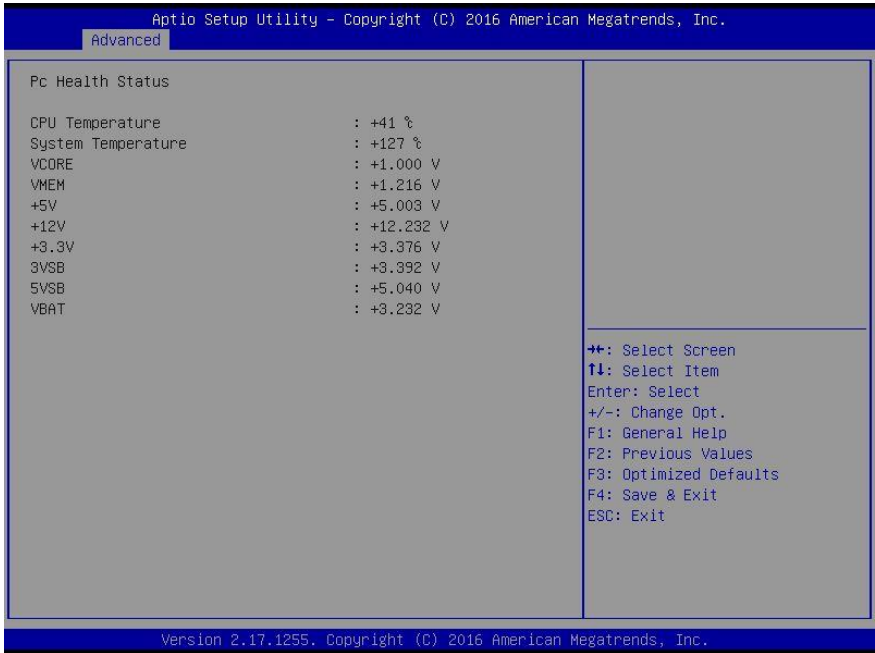 Aptio Setup Utility – Copyright (C) 2016 American Megatrends, Inc.
Advanced
Pc Health Status
CPU Temperature : +41 ℃
System Temperature : +127 ℃
VCORE : +1.000 V
VMEM : +1.216 V
+5V : +5.003 V
+12V : +12.232 V
+3.3V : +3.376 V
3VSB : +3.392 V
5VSB : +5.040 V
VBAT : +3.232 V
→←: Select Screen
↑↓: Select Item
Enter: Select
+/-: Change Opt.
F1: General Help
F2: Previous Values
F3: Optimized Defaults
F4: Save & Exit
ESC: Exit
Version 2.17.1255. Copyright (C) 2016 American Megatrends, Inc.